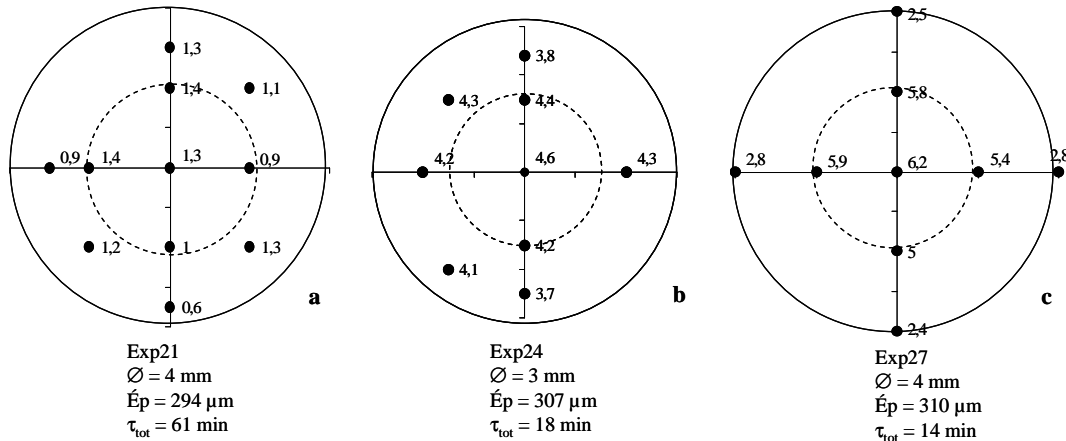 1,3
1,4
1,1
0,9
1,4
1,3
0,9
1,2
1
1,3
0,6
a
Exp21
∅ = 4 mm
Ép = 294 µm
τtot = 61 min
3,8
4,3
4,4
4,2
4,6
4,3
4,2
4,1
3,7
b
Exp24
∅ = 3 mm
Ép = 307 µm
τtot = 18 min
2,5
5,8
2,8
5,9
6,2
5,4
2,8
5
2,4
c
Exp27
∅ = 4 mm
Ép = 310 µm
τtot = 14 min